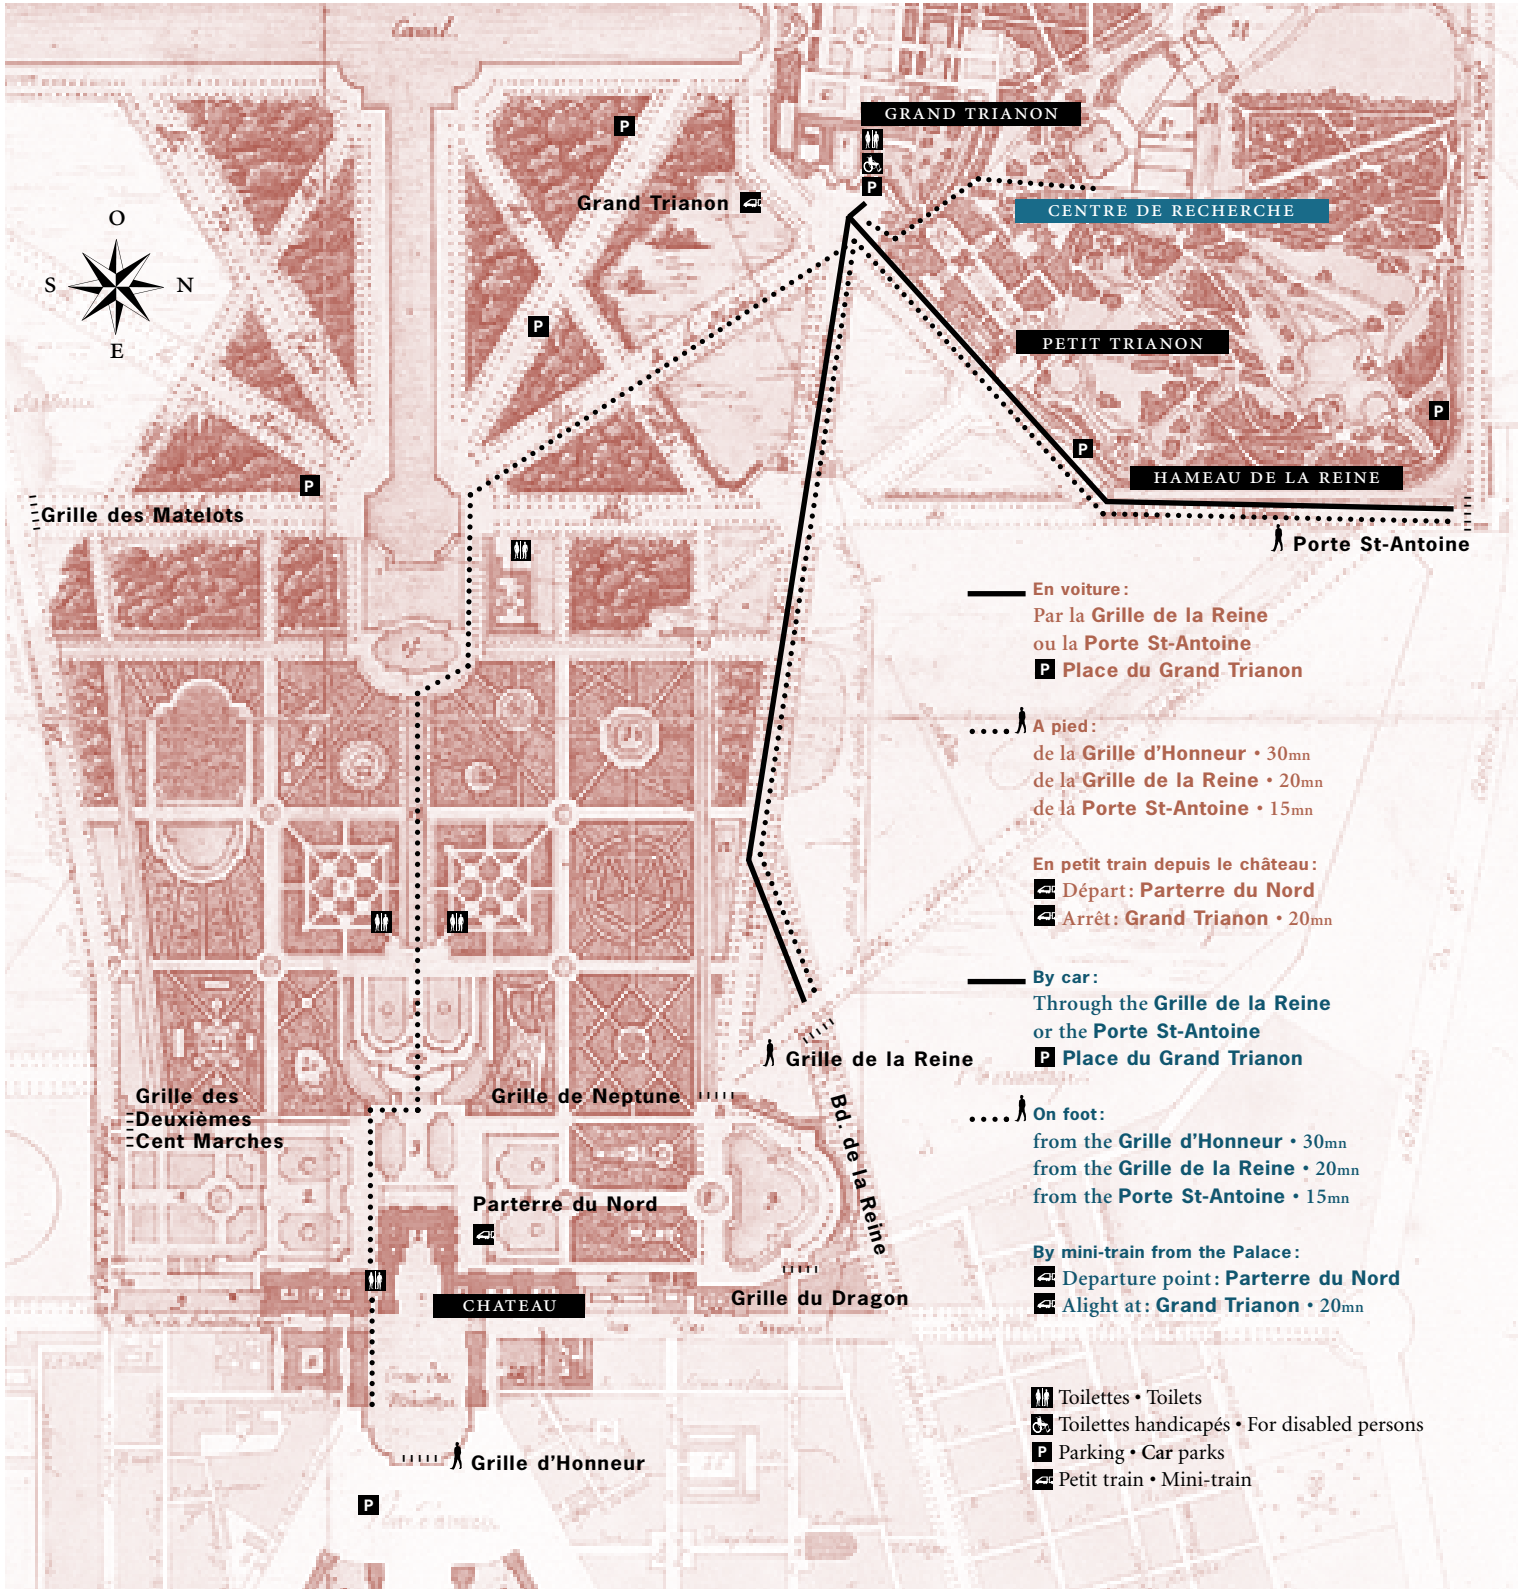 Canal
GRAND TRIANON
P
P
Grand Trianon
CENTRE DE RECHERCHE
O
S N
E
P
PETIT TRIANON
P
P
HAMEAU DE LA REINE
P
Grille des Matelots
Porte St-Antoine
En voiture :
Par la Grille de la Reine
ou la Porte St-Antoine
P Place du Grand Trianon
A pied :
de la Grille d'Honneur • 30mn
de la Grille de la Reine • 20mn
de la Porte St-Antoine • 15mn
En petit train depuis le château :
Départ : Parterre du Nord
Arrêt : Grand Trianon • 20mn
By car :
Through the Grille de la Reine
or the Porte St-Antoine
P Place du Grand Trianon
On foot :
from the Grille d'Honneur • 30mn
from the Grille de la Reine • 20mn
from the Porte St-Antoine • 15mn
By mini-train from the Palace :
Departure point : Parterre du Nord
Alight at : Grand Trianon • 20mn
Grille de la Reine
Bd. de la Reine
Grille des
Deuxièmes
Cent Marches
Grille de Neptune
Parterre du Nord
Grille du Dragon
CHATEAU
Grille d'Honneur
P
Toilettes • Toilets
Toilettes handicapés • For disabled persons
P Parking • Car parks
Petit train • Mini-train